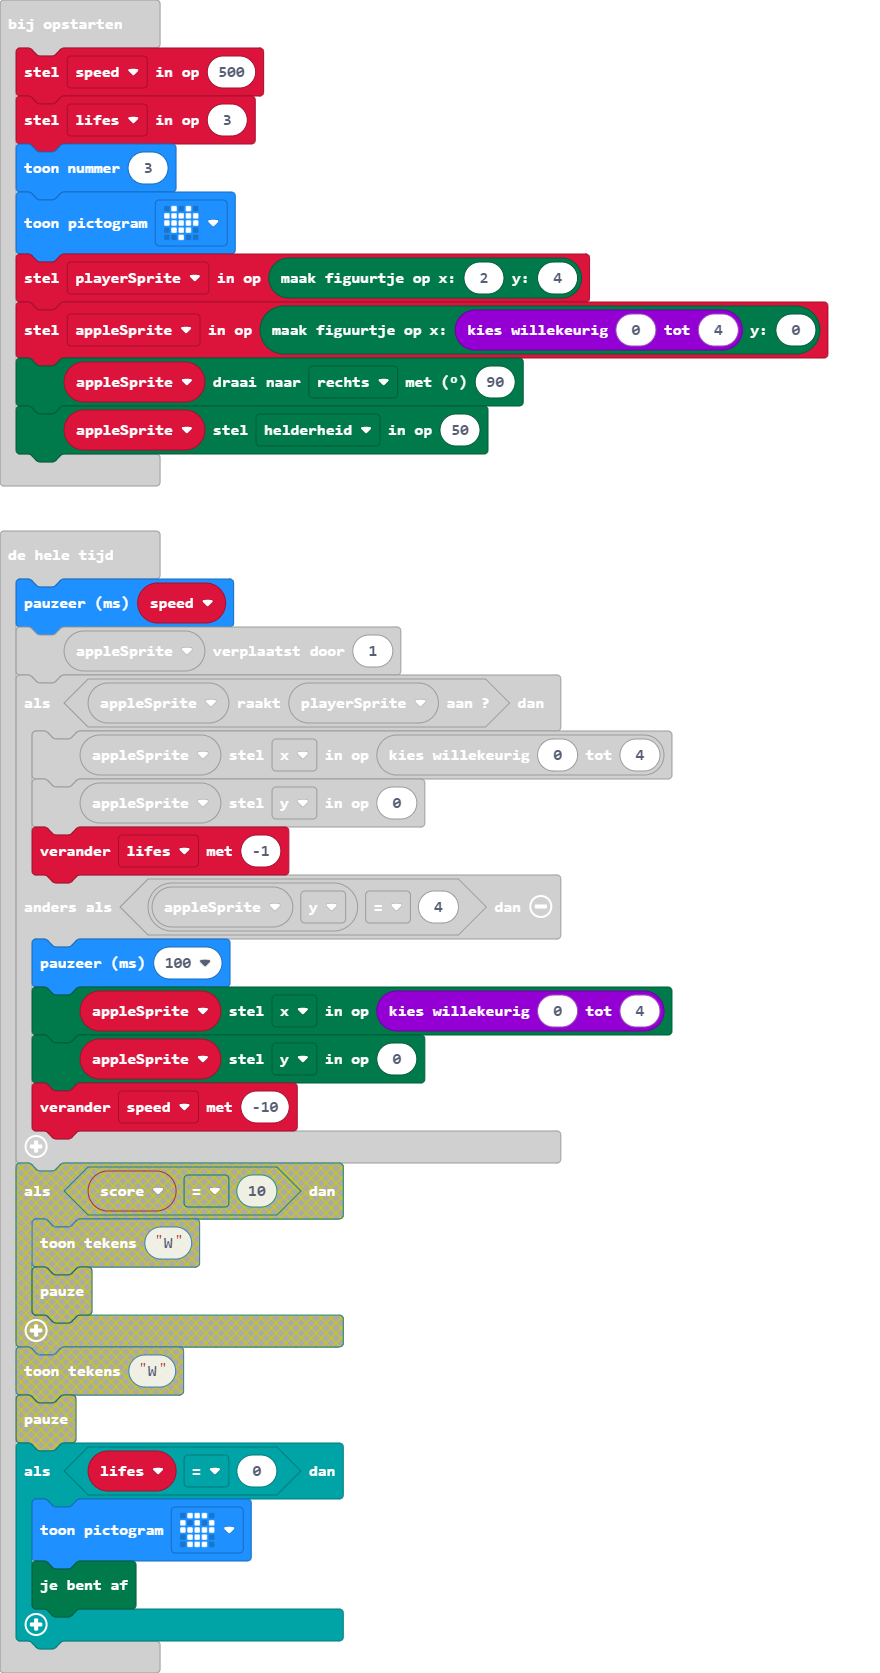 bij opstarten
stel speed in op 500
stel lifes in op 3
toon nummer 3
toon pictogram
stel playerSprite in op maak figuurtje op x: 2 y: 4
stel appleSprite in op maak figuurtje op x: kies willekeurig 0 tot 4 y: 0
appleSprite draai naar rechts met (º) 90
appleSprite stel helderheid in op 50
de hele tijd
pauzeer (ms) speed
appleSprite verplaatst door 1
als appleSprite raakt playerSprite aan ? dan
appleSprite stel x in op kies willekeurig 0 tot 4
appleSprite stel y in op 0
verander lifes met -1
anders als appleSprite y = 4 dan
pauzeer (ms) 100
appleSprite stel x in op kies willekeurig 0 tot 4
appleSprite stel y in op 0
verander speed met -10
als score = 10 dan
toon tekens "W"
pauze
toon tekens "W"
pauze
als lifes = 0 dan
toon pictogram
je bent af